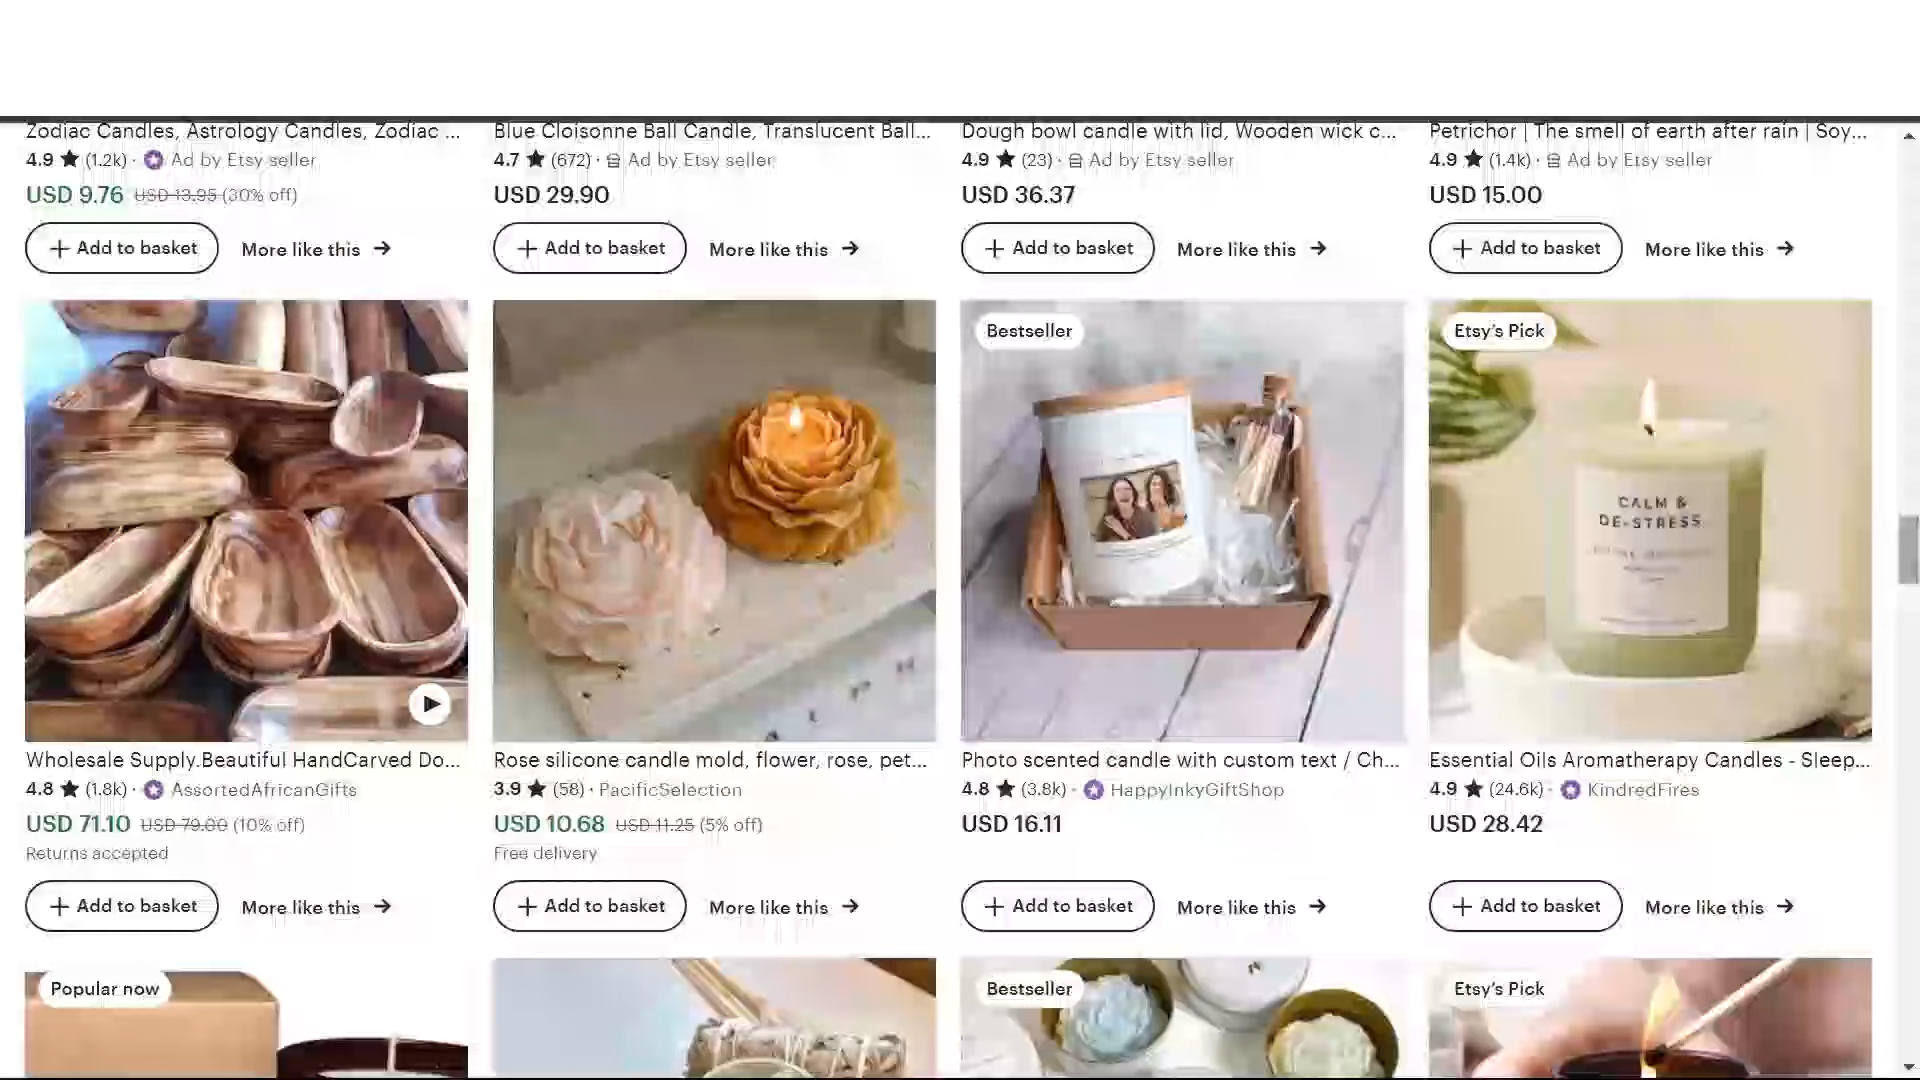 Zodiac Candles, Astrology Candles, Zodiac ...
4.9 ★ (1.2k) · Ad by Etsy seller
USD 9.76 USD 13.95 (30% off)
+ Add to basket More like this →
Blue Cloisonne Ball Candle, Translucent Ball...
4.7 ★ (672) · Ad by Etsy seller
USD 29.90
+ Add to basket More like this →
Dough bowl candle with lid, Wooden wick c...
4.9 ★ (23) · Ad by Etsy seller
USD 36.37
+ Add to basket More like this →
Petrichor | The smell of earth after rain | Soy...
4.9 ★ (1.4k) · Ad by Etsy seller
USD 15.00
+ Add to basket More like this →
Wholesale Supply.Beautiful HandCarved Do...
4.8 ★ (1.8k) · AssortedAfricanGifts
USD 71.10 USD 79.00 (10% off)
Returns accepted
+ Add to basket More like this →
Rose silicone candle mold, flower, rose, pet...
3.9 ★ (58) · PacificSelection
USD 10.68 USD 11.25 (5% off)
Free delivery
+ Add to basket More like this →
Bestseller
Photo scented candle with custom text / Ch...
4.8 ★ (3.8k) · HappyInkyGiftShop
USD 16.11
+ Add to basket More like this →
Etsy's Pick
CALM &
DE-STRESS
Essential Oils Aromatherapy Candles - Sleep...
4.9 ★ (24.6k) · KindredFires
USD 28.42
+ Add to basket More like this →
Popular now
Bestseller
Etsy's Pick